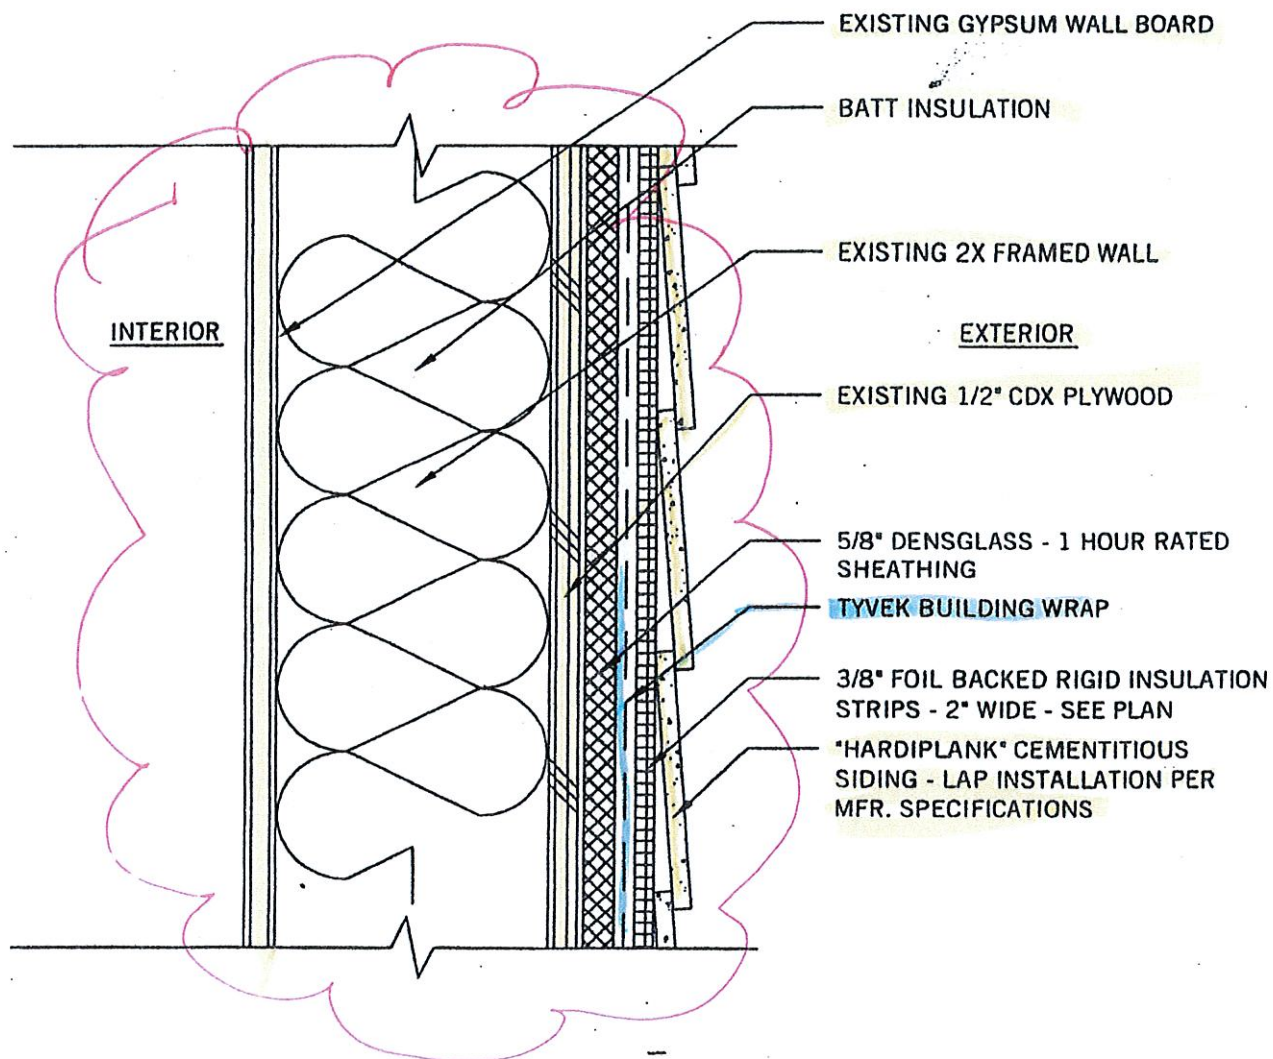 EXISTING GYPSUM WALL BOARD
BATT INSULATION
EXISTING 2X FRAMED WALL
INTERIOR
EXTERIOR
EXISTING 1/2" CDX PLYWOOD
5/8" DENSGLASS - 1 HOUR RATED
SHEATHING
TYVEK BUILDING WRAP
3/8" FOIL BACKED RIGID INSULATION
STRIPS - 2" WIDE - SEE PLAN
"HARDIPLANK" CEMENTITIOUS
SIDING - LAP INSTALLATION PER
MFR. SPECIFICATIONS